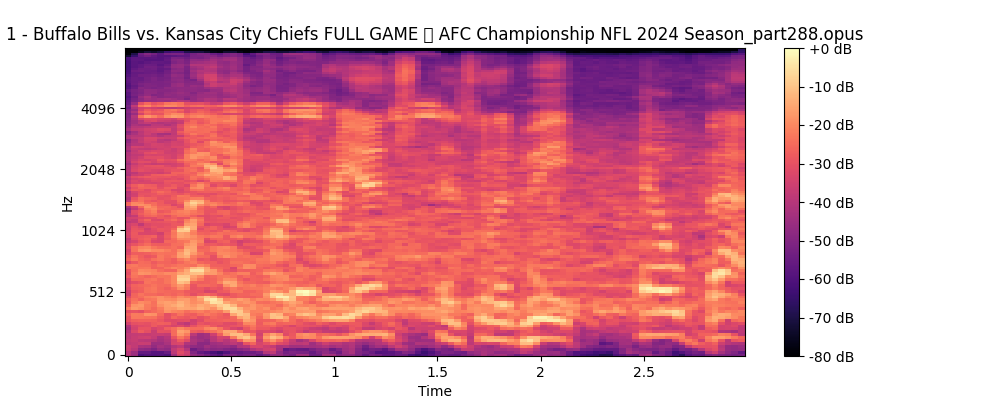 1 - Buffalo Bills vs. Kansas City Chiefs FULL GAME ▯ AFC Championship NFL 2024 Season_part288.opus
+0 dB
-10 dB
-20 dB
-30 dB
-40 dB
-50 dB
-60 dB
-70 dB
-80 dB
4096
2048
1024
512
0
Hz
0
0.5
1
1.5
2
2.5
Time